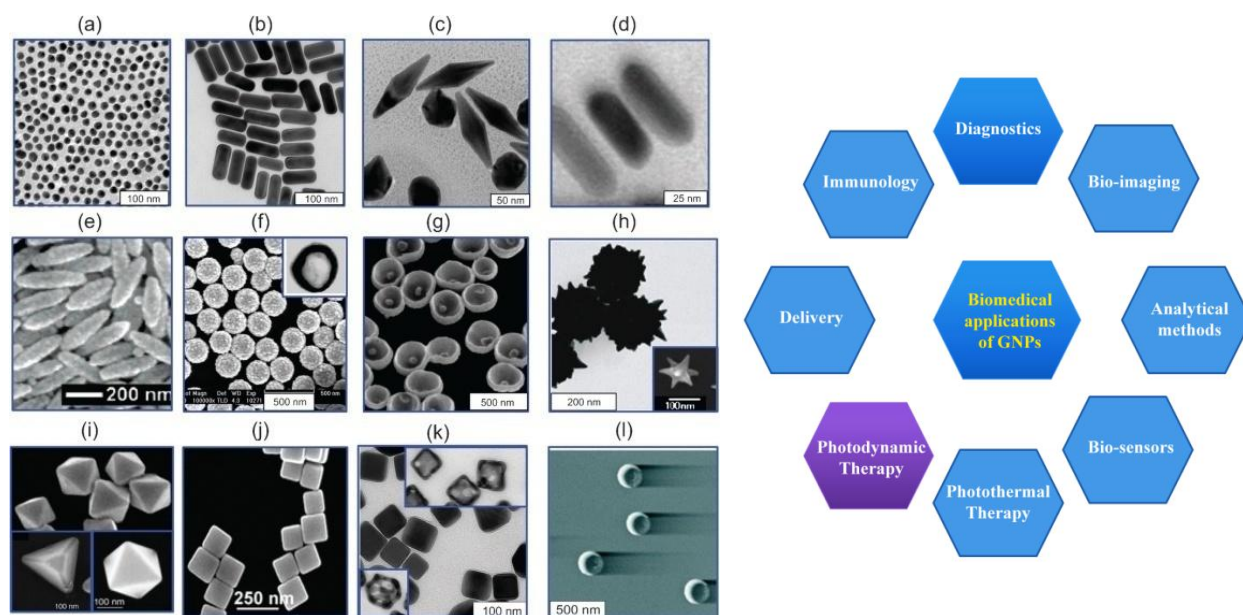 (a)
(b)
(c)
(d)
100 nm
100 nm
50 nm
25 nm
(e)
(f)
(g)
(h)
200 nm
500 nm
500 nm
200 nm
100nm
(i)
(j)
(k)
(l)
100 nm
100 nm
250 nm
100 nm
500 nm
Diagnostics
Immunology
Bio-imaging
Delivery
Biomedical
applications
of GNPs
Analytical
methods
Photodynamic
Therapy
Bio-sensors
Photothermal
Therapy